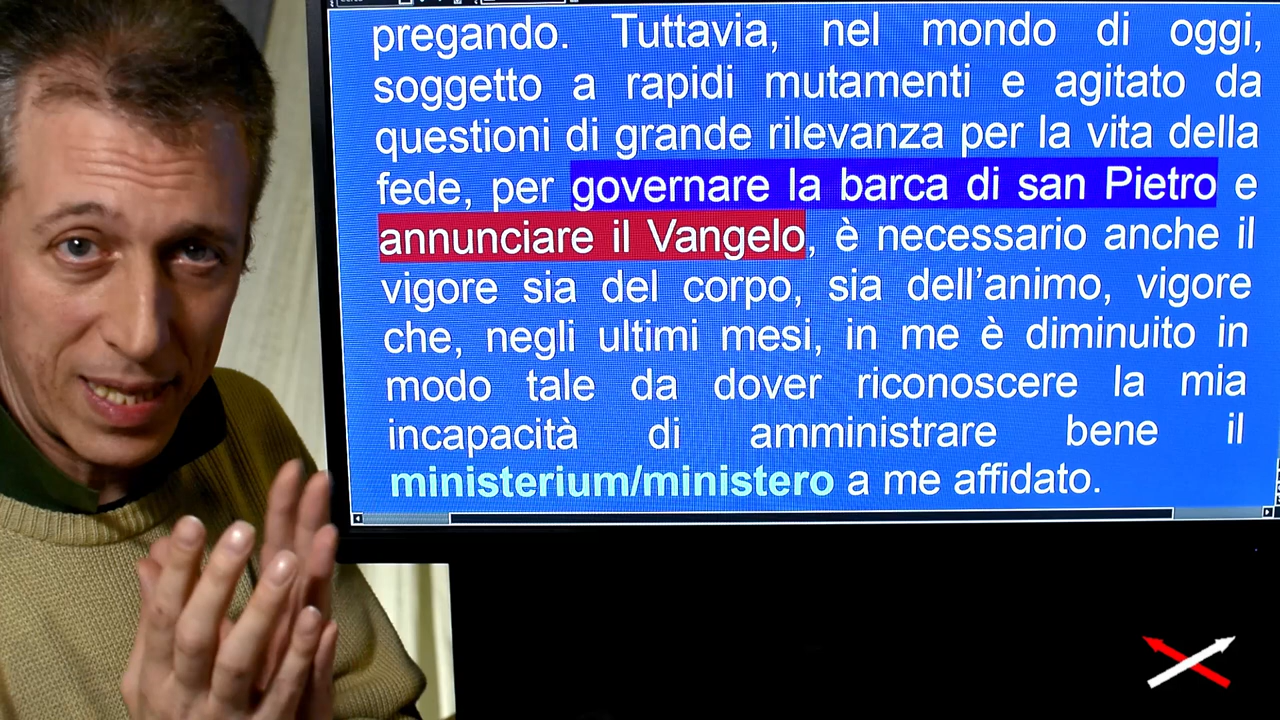 pregando. Tuttavia, nel mondo di oggi,
soggetto a rapidi mutamenti e agitato da
questioni di grande rilevanza per la vita della
fede, per governare la barca di san Pietro e
annunciare il Vangelo, è necessario anche il
vigore sia del corpo, sia dell’animo, vigore
che, negli ultimi mesi, in me è diminuito in
modo tale da dover riconoscere la mia
incapacità di amministrare bene il
ministerium/ministero a me affidato.